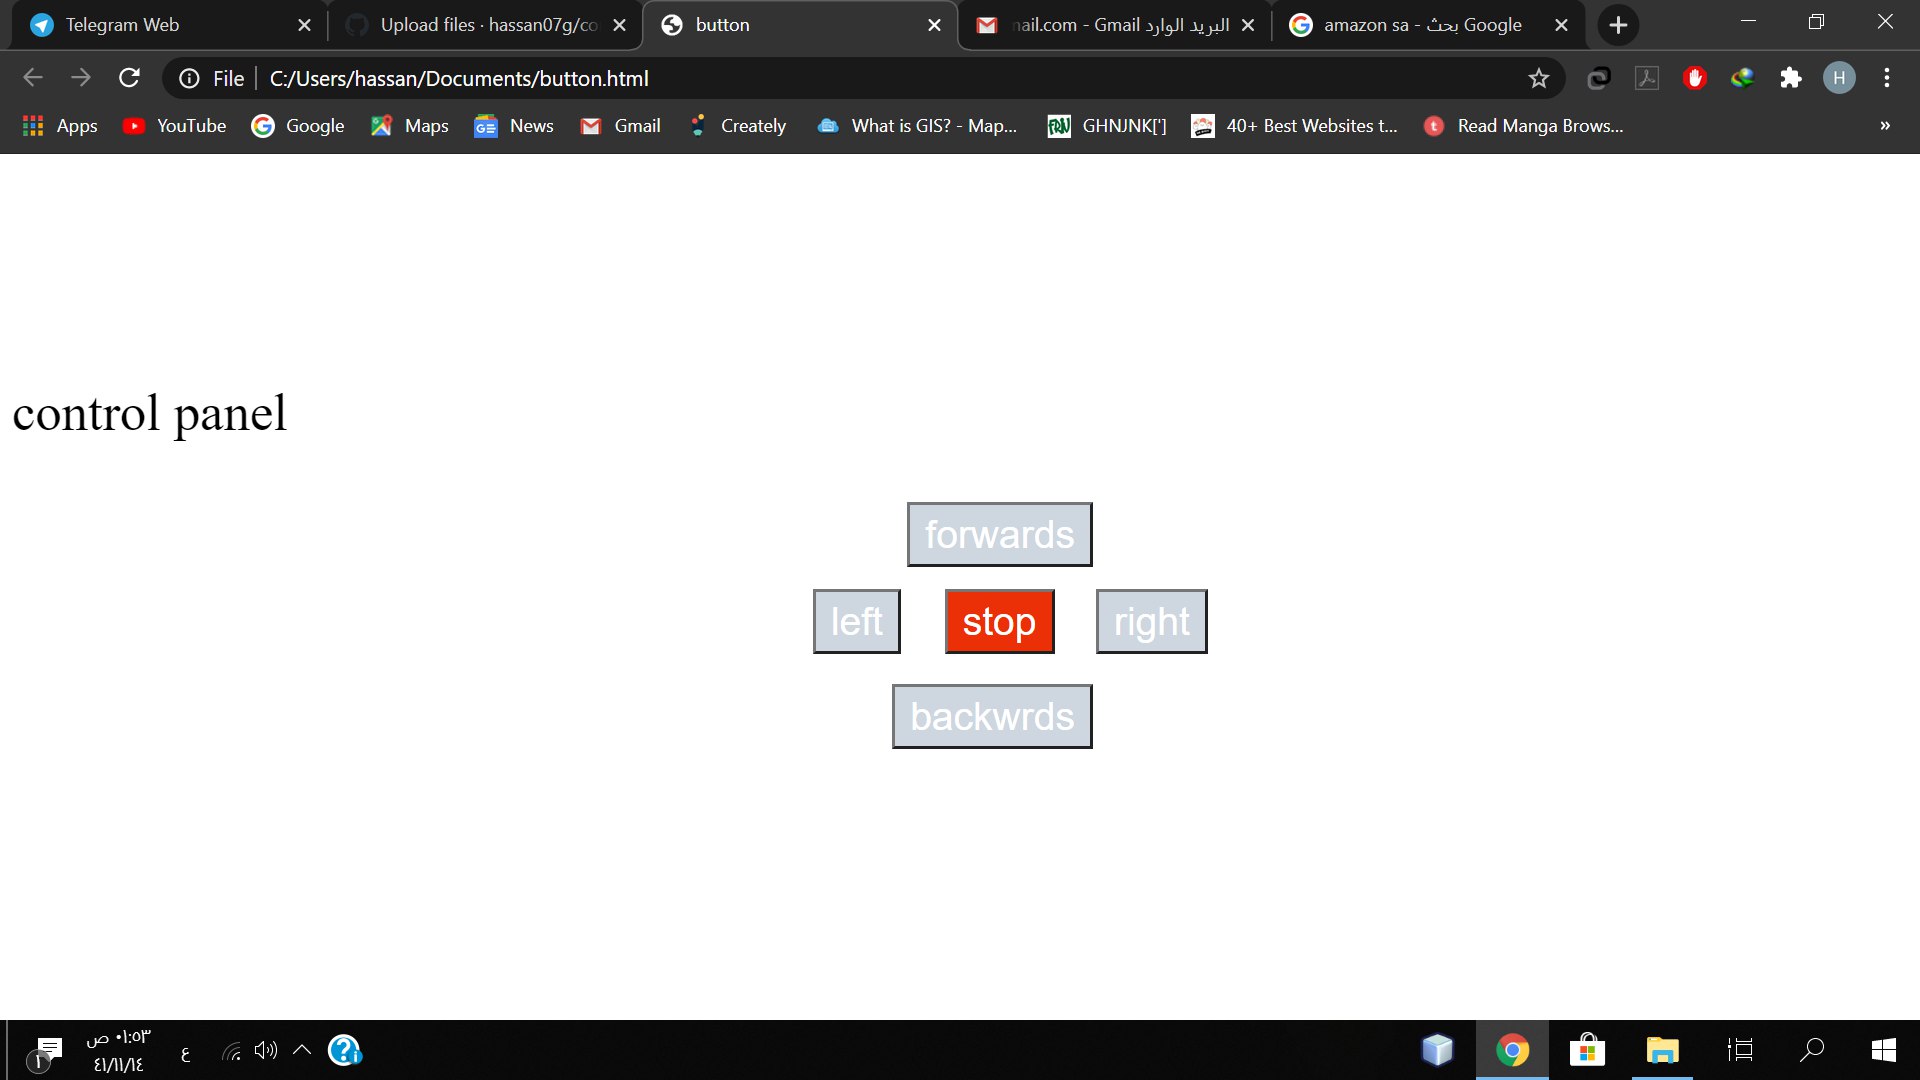 Telegram Web
Upload files · hassan07g/co
button
nail.com - Gmail البريد الوارد
amazon sa - بحث Google
File
C:/Users/hassan/Documents/button.html
H
Apps
YouTube
Google
Maps
News
Gmail
Creately
What is GIS? - Map...
GHNJNK[']
40+ Best Websites t...
Read Manga Brows...
»
control panel
forwards
left
stop
right
backwrds
١
٠١:٥٣ ص
٤١/١١/١٤
ع